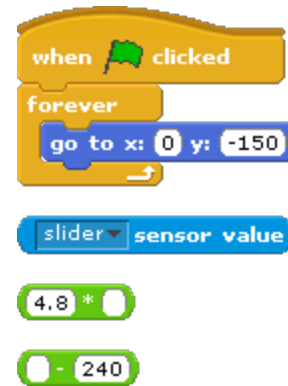 when clicked
forever
go to x: 0 y: -150
slider sensor value
4.8 *
- 240